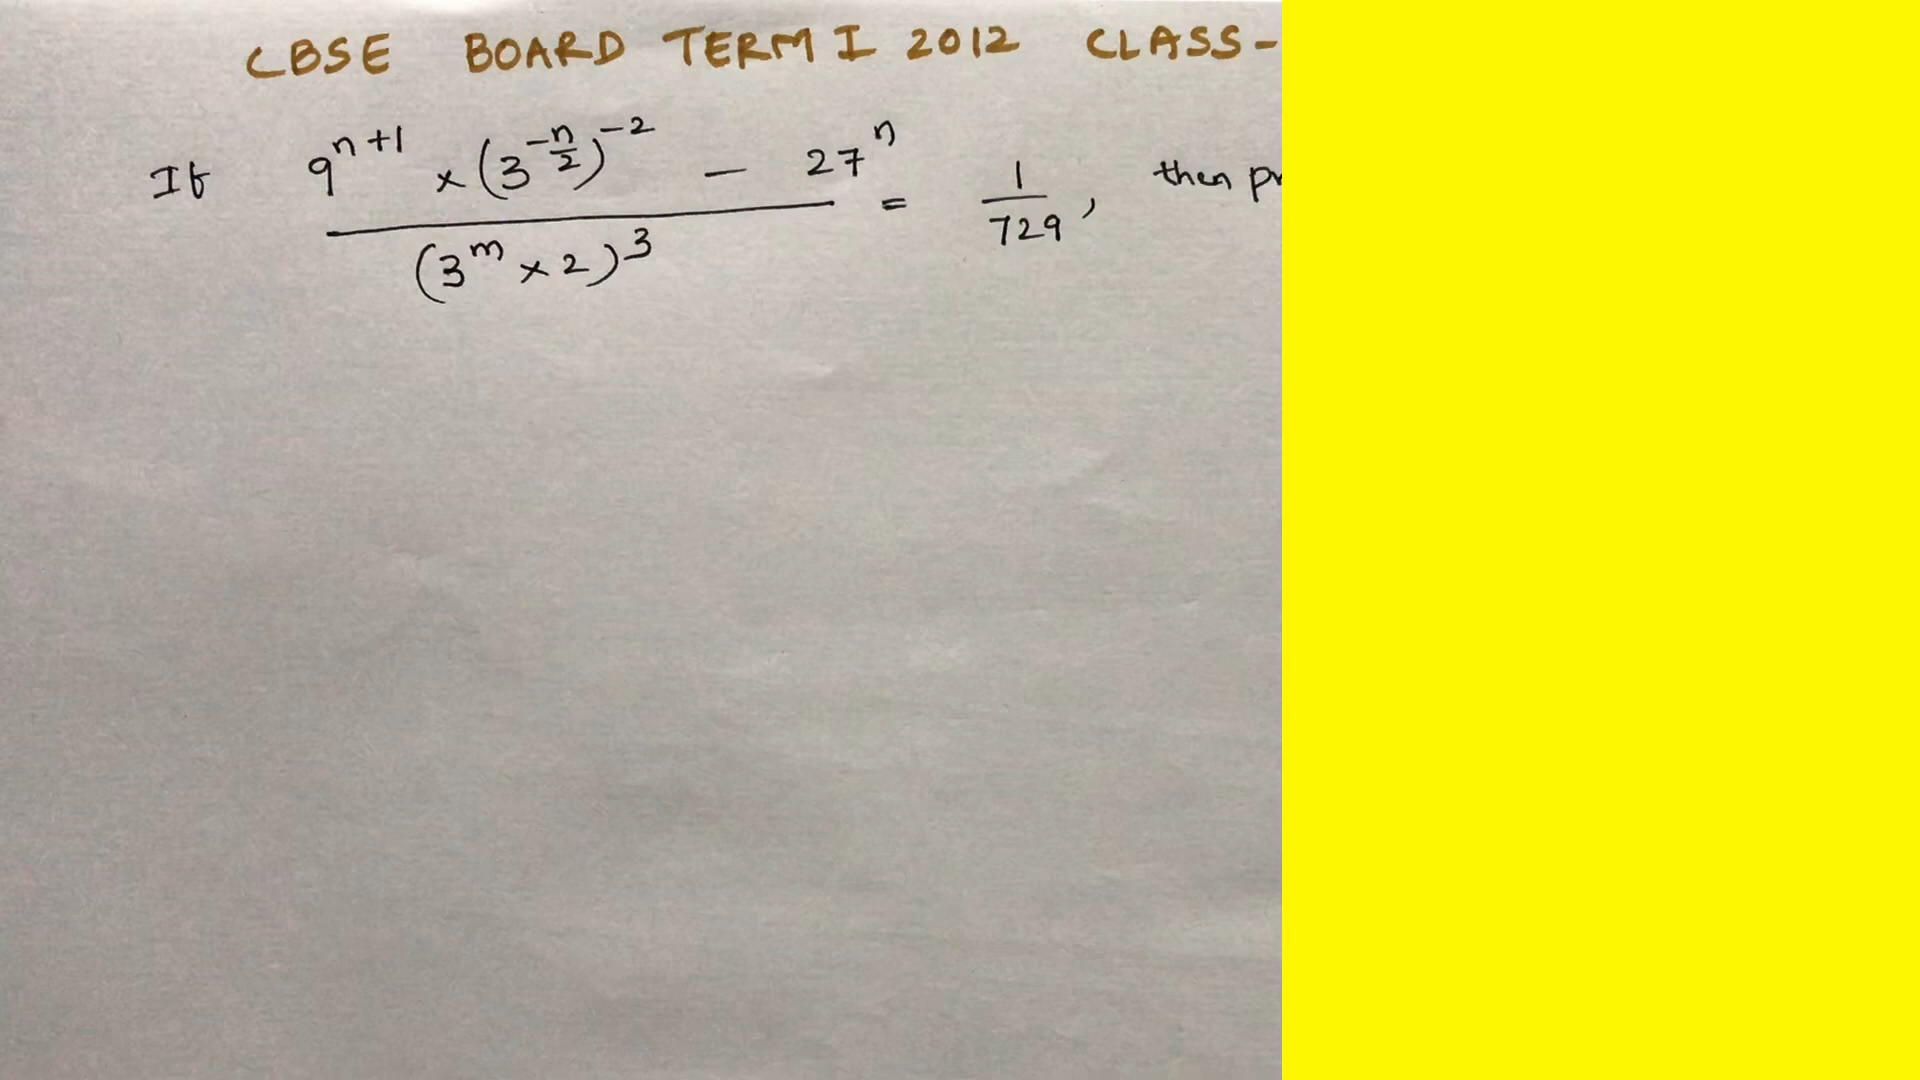 CBSE BOARD TERM I 2012 CLASS-
If 9^{n+1} × (3^{-n/2})^{-2} - 27^n / (3^m × 2)^3 = 1/729, then